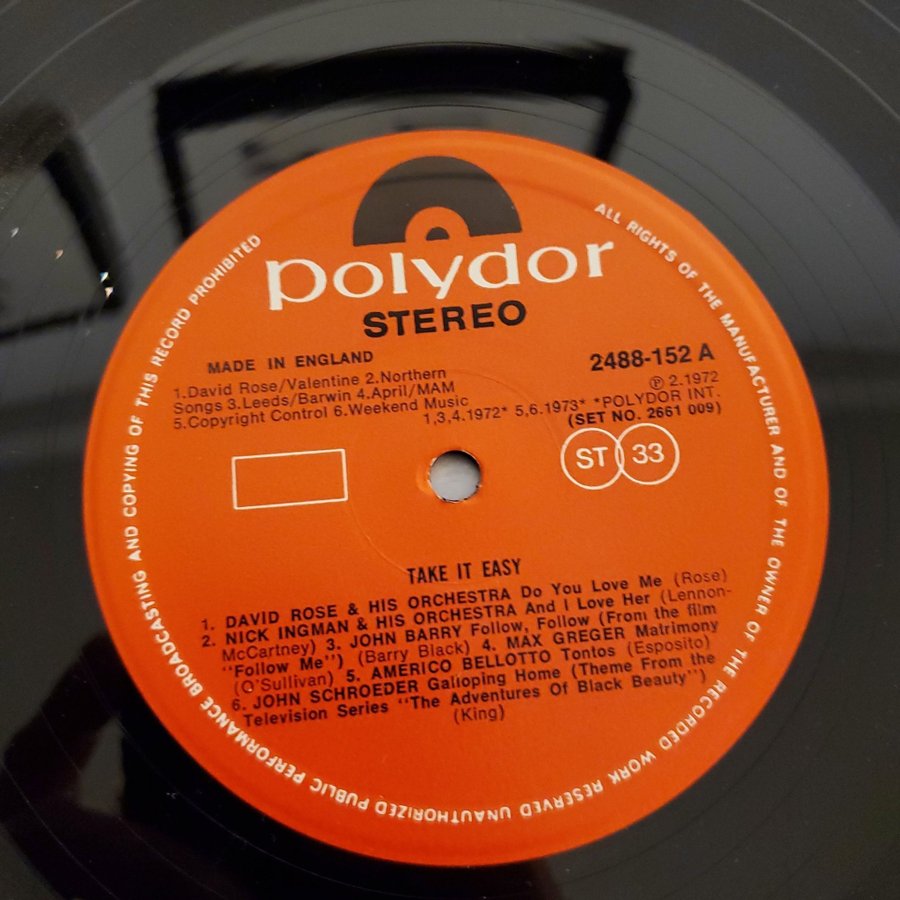 polydor
STEREO
MADE IN ENGLAND
2488-152 A
1.David Rose/Valentine 2.Northern
Songs 3.Leeds/Barwin 4.April/MAM
5.Copyright Control 6.Weekend Music
℗ 2.1972
1,3,4.1972* 5,6.1973* *POLYDOR INT.
(SET NO. 2661 009)
ST 33
TAKE IT EASY
1. DAVID ROSE & HIS ORCHESTRA Do You Love Me (Rose)
2. NICK INGMAN & HIS ORCHESTRA And I Love Her (Lennon-
McCartney) 3. JOHN BARRY Follow, Follow (From the film
"Follow Me") (Barry Black) 4. MAX GREGER Matrimony
(O'Sullivan) 5. AMERICO BELLOTTO Tontos (Esposito)
6. JOHN SCHROEDER Galloping Home (Theme From the
Television Series "The Adventures Of Black Beauty")
(King)
ALL RIGHTS OF THE MANUFACTURER AND OF THE OWNER OF THE RECORDED WORK RESERVED UNAUTHORIZED PUBLIC PERFORMANCE BROADCASTING AND COPYING OF THIS RECORD PROHIBITED